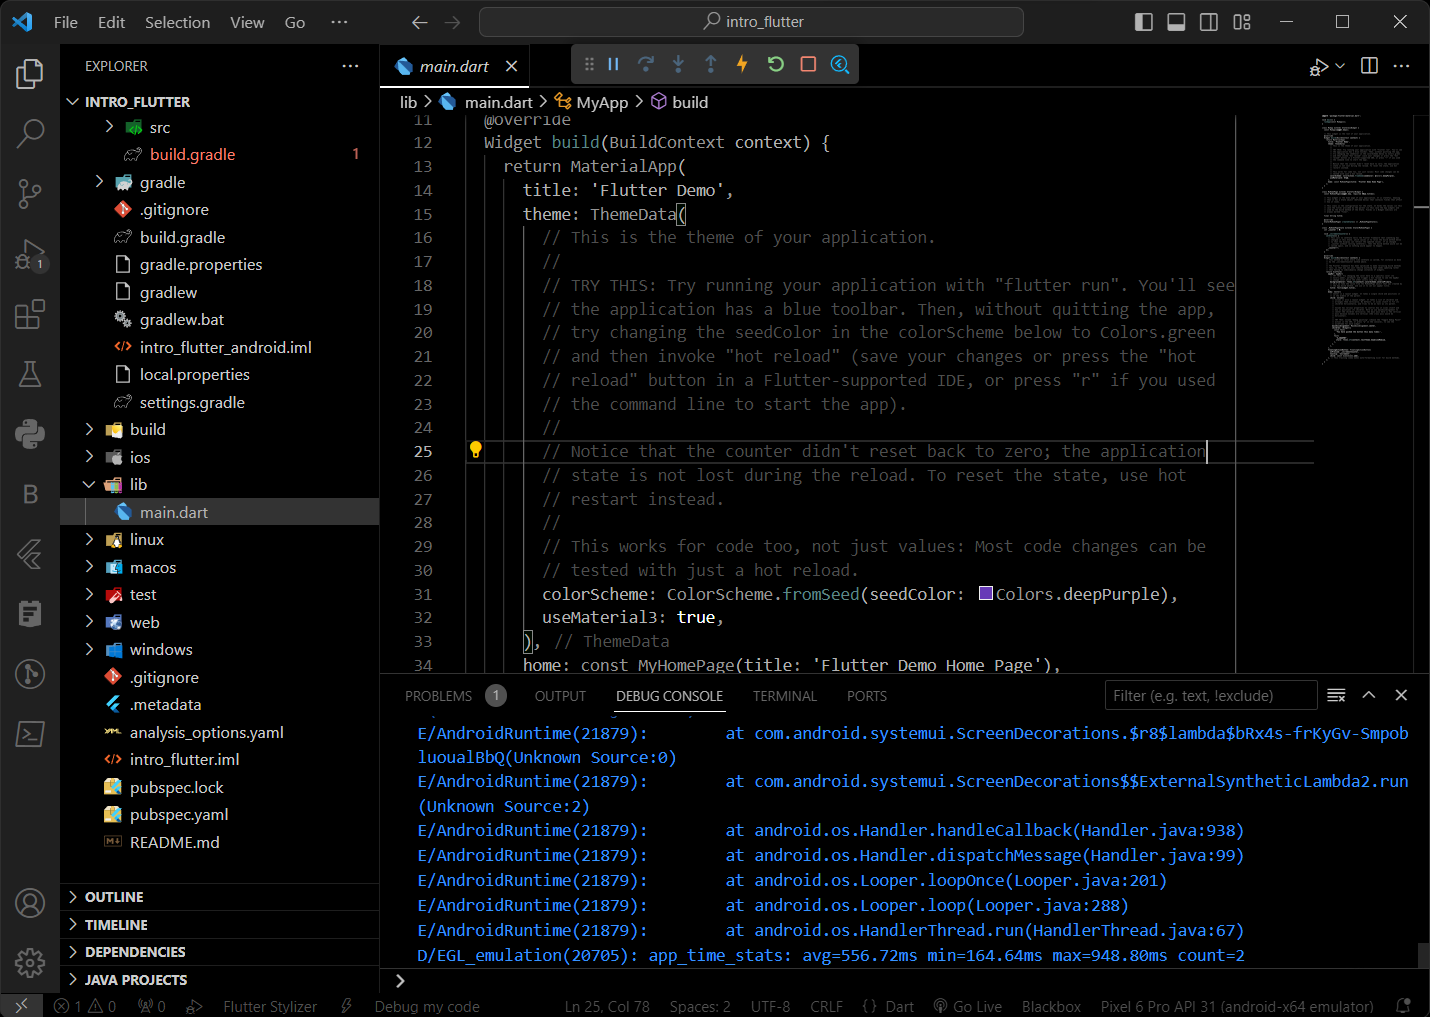 File Edit Selection View Go ··· intro_flutter
EXPLORER ···
INTRO_FLUTTER
src
build.gradle 1
gradle
.gitignore
build.gradle
gradle.properties
gradlew
gradlew.bat
intro_flutter_android.iml
local.properties
settings.gradle
build
ios
lib
main.dart
linux
macos
test
web
windows
.gitignore
.metadata
analysis_options.yaml
intro_flutter.iml
pubspec.lock
pubspec.yaml
README.md
OUTLINE
TIMELINE
DEPENDENCIES
JAVA PROJECTS
1
B
main.dart
lib > main.dart > MyApp > build
11 @override
12 Widget build(BuildContext context) {
13 return MaterialApp(
14 title: 'Flutter Demo',
15 theme: ThemeData(
16 // This is the theme of your application.
17 //
18 // TRY THIS: Try running your application with "flutter run". You'll see
19 // the application has a blue toolbar. Then, without quitting the app,
20 // try changing the seedColor in the colorScheme below to Colors.green
21 // and then invoke "hot reload" (save your changes or press the "hot
22 // reload" button in a Flutter-supported IDE, or press "r" if you used
23 // the command line to start the app).
24 //
25 // Notice that the counter didn't reset back to zero; the application
26 // state is not lost during the reload. To reset the state, use hot
27 // restart instead.
28 //
29 // This works for code too, not just values: Most code changes can be
30 // tested with just a hot reload.
31 colorScheme: ColorScheme.fromSeed(seedColor: Colors.deepPurple),
32 useMaterial3: true,
33 ), // ThemeData
34 home: const MyHomePage(title: 'Flutter Demo Home Page'),
PROBLEMS 1 OUTPUT DEBUG CONSOLE TERMINAL PORTS Filter (e.g. text, !exclude)
E/AndroidRuntime(21879): at com.android.systemui.ScreenDecorations.$r8$lambda$bRx4s-frKyGv-Smpob
luoualBbQ(Unknown Source:0)
E/AndroidRuntime(21879): at com.android.systemui.ScreenDecorations$$ExternalSyntheticLambda2.run
(Unknown Source:2)
E/AndroidRuntime(21879): at android.os.Handler.handleCallback(Handler.java:938)
E/AndroidRuntime(21879): at android.os.Handler.dispatchMessage(Handler.java:99)
E/AndroidRuntime(21879): at android.os.Looper.loopOnce(Looper.java:201)
E/AndroidRuntime(21879): at android.os.Looper.loop(Looper.java:288)
E/AndroidRuntime(21879): at android.os.HandlerThread.run(HandlerThread.java:67)
D/EGL_emulation(20705): app_time_stats: avg=556.72ms min=164.64ms max=948.80ms count=2
>
1 0 0 Flutter Stylizer Debug my code Ln 25, Col 78 Spaces: 2 UTF-8 CRLF {} Dart Go Live Blackbox Pixel 6 Pro API 31 (android-x64 emulator)